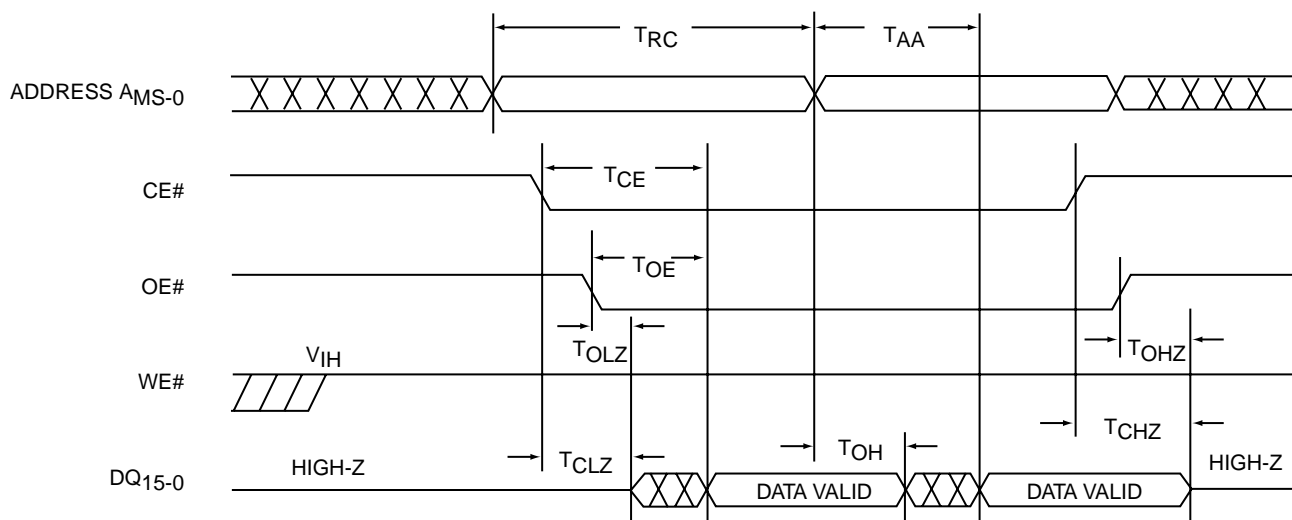 TRC
TAA
ADDRESS AMS-0
TCE
CE#
TOE
OE#
TOLZ
TOHZ
VIH
WE#
TCHZ
TOH
TCLZ
HIGH-Z
HIGH-Z
DQ15-0
DATA VALID
DATA VALID